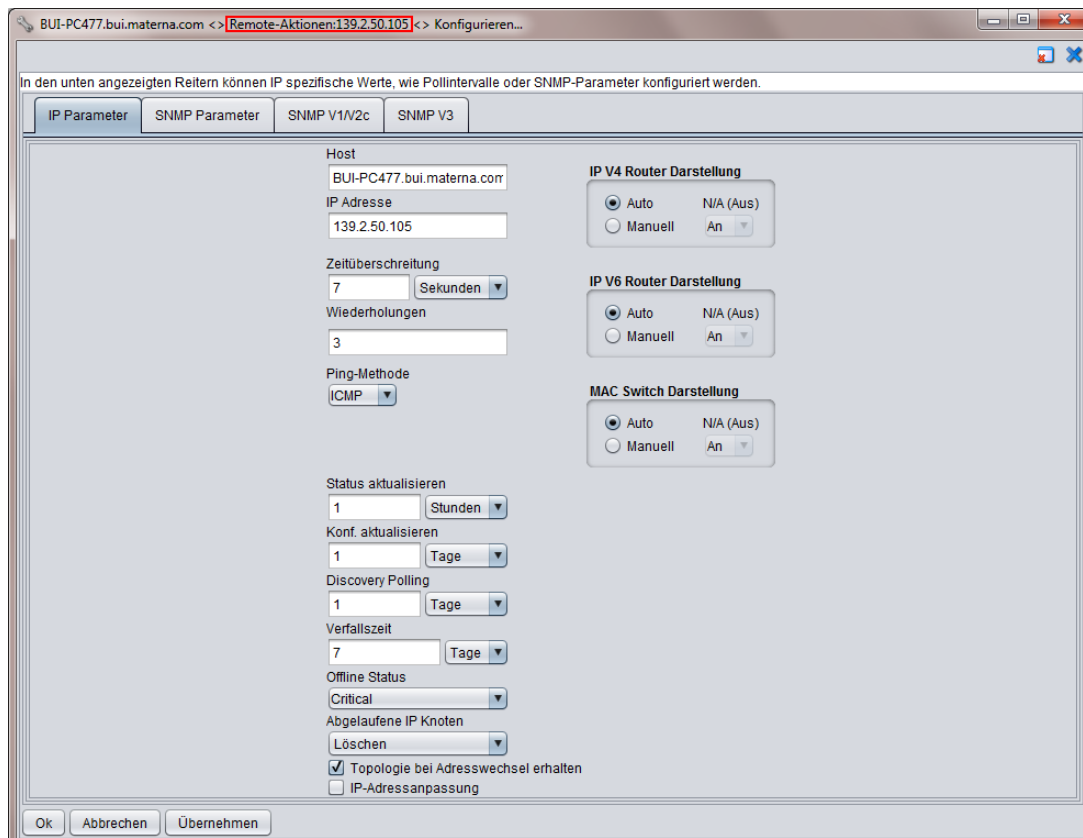 BUI-PC477.bui.materna.com <> Remote-Aktionen:139.2.50.105 <> Konfigurieren...
In den unten angezeigten Reitern können IP spezifische Werte, wie Pollintervalle oder SNMP-Parameter konfiguriert werden.
IP Parameter
SNMP Parameter
SNMP V1/V2c
SNMP V3
Host
BUI-PC477.bui.materna.com
IP Adresse
139.2.50.105
Zeitüberschreitung
7 Sekunden
Wiederholungen
3
Ping-Methode
ICMP
Status aktualisieren
1 Stunden
Konf. aktualisieren
1 Tage
Discovery Polling
1 Tage
Verfallszeit
7 Tage
Offline Status
Critical
Abgelaufene IP Knoten
Löschen
Topologie bei Adresswechsel erhalten
IP-Adressanpassung
IP V4 Router Darstellung
Auto N/A (Aus)
Manuell An
IP V6 Router Darstellung
Auto N/A (Aus)
Manuell An
MAC Switch Darstellung
Auto N/A (Aus)
Manuell An
Ok
Abbrechen
Übernehmen